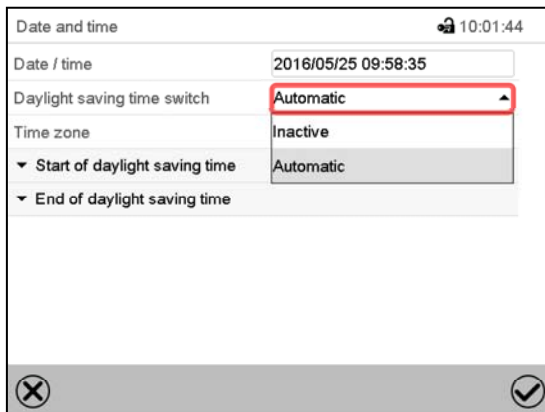 Date and time 10:01:44
Date / time 2016/05/25 09:58:35
Daylight saving time switch Automatic
Time zone Inactive
Start of daylight saving time Automatic
End of daylight saving time